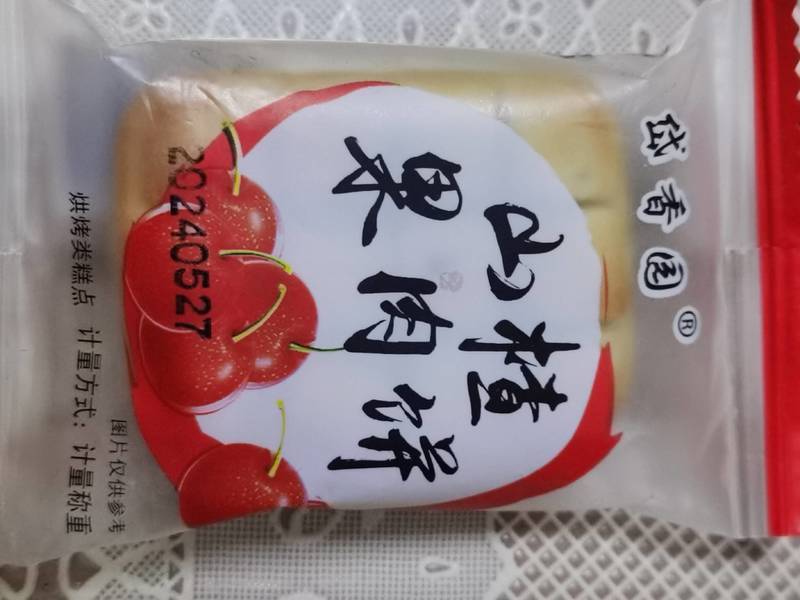 岱香园®
山楂
果肉饼
20240527
图片仅供参考
烘烤类糕点 计量方式：计量称重